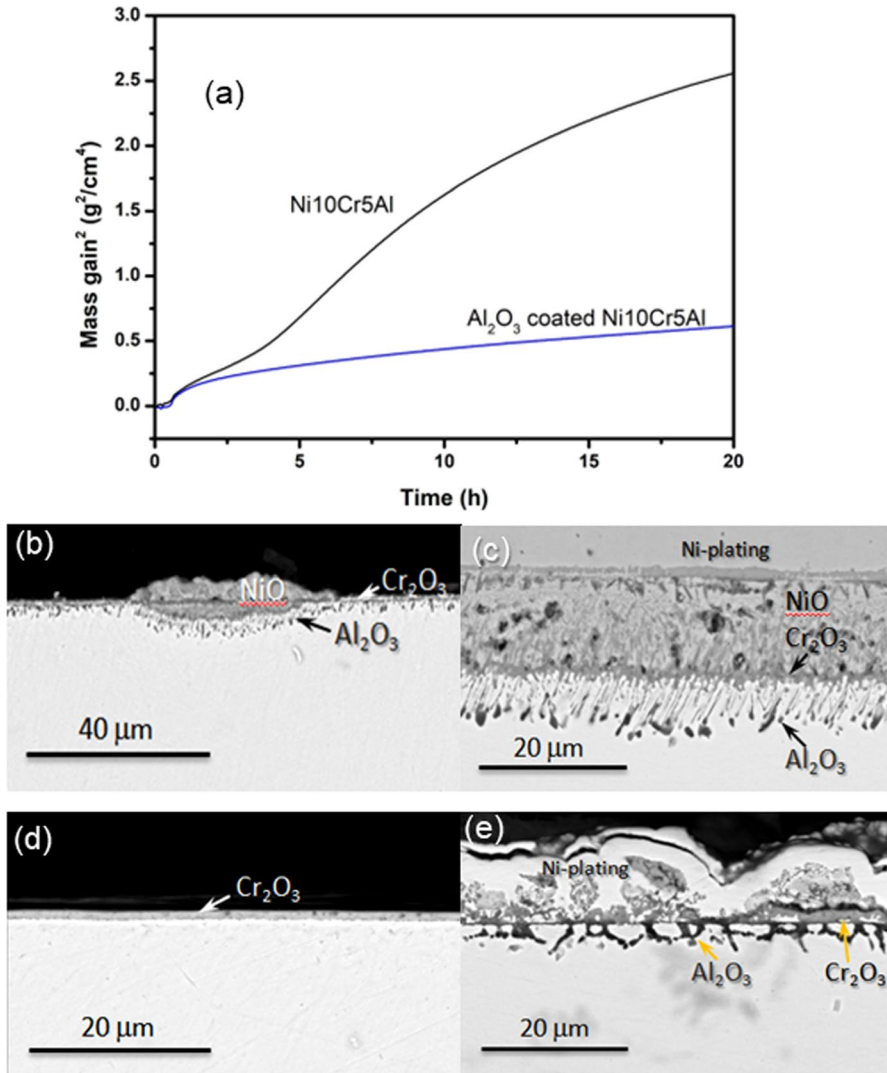 3.0
2.5
2.0
1.5
1.0
0.5
0.0
Mass gain² (g²/cm⁴)
(a)
Ni10Cr5Al
Al₂O₃ coated Ni10Cr5Al
0 5 10 15 20
Time (h)
(b)
NiO
Cr₂O₃
Al₂O₃
40 μm
(c)
Ni-plating
NiO
Cr₂O₃
Al₂O₃
20 μm
(d)
Cr₂O₃
20 μm
(e)
Ni-plating
Al₂O₃
Cr₂O₃
20 μm